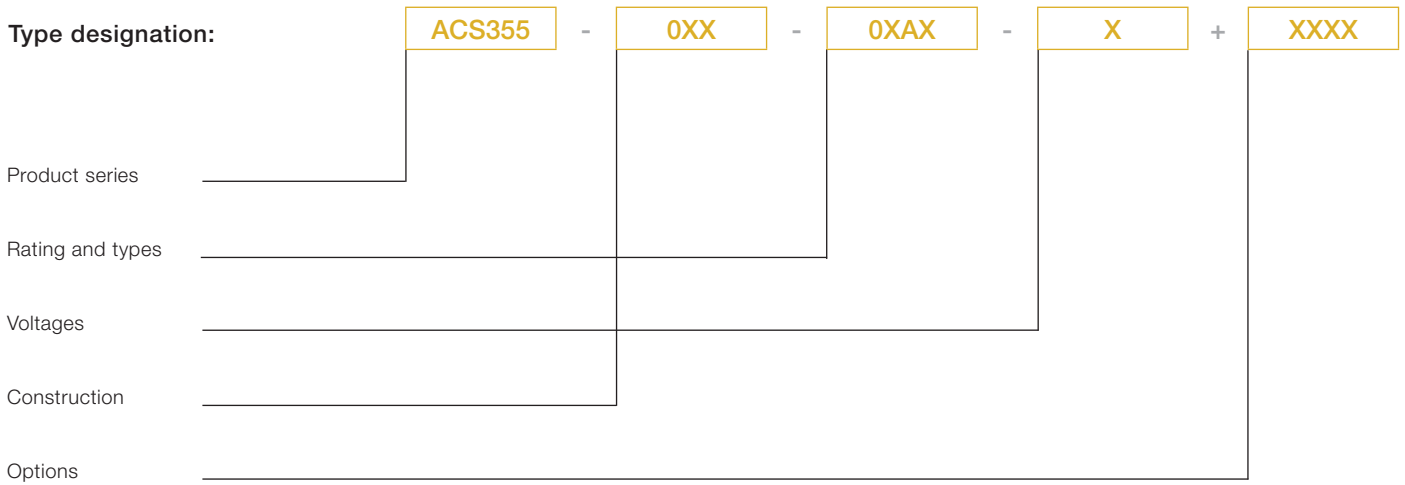 Type designation: ACS355 - 0XX - 0XAX - X + XXXX
Product series
Rating and types
Voltages
Construction
Options